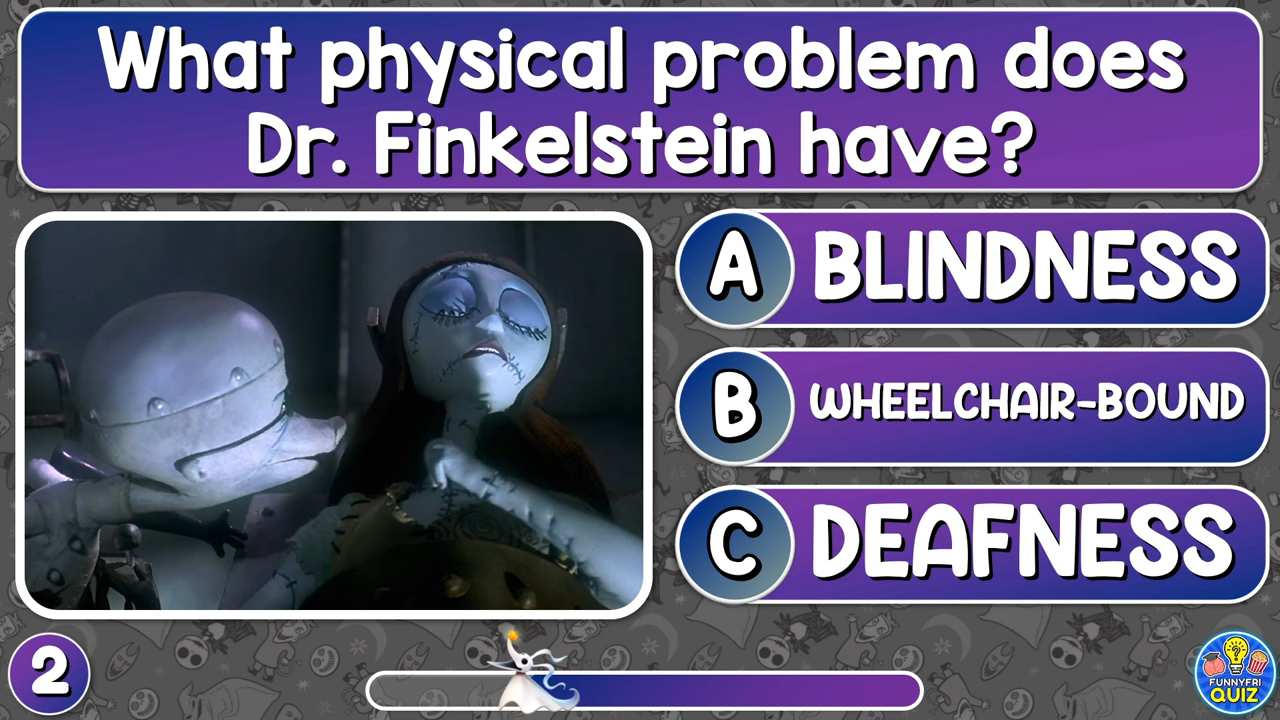 What physical problem does
Dr. Finkelstein have?
A BLINDNESS
B WHEELCHAIR-BOUND
C DEAFNESS
2
?
FUNNYFRI
QUIZ